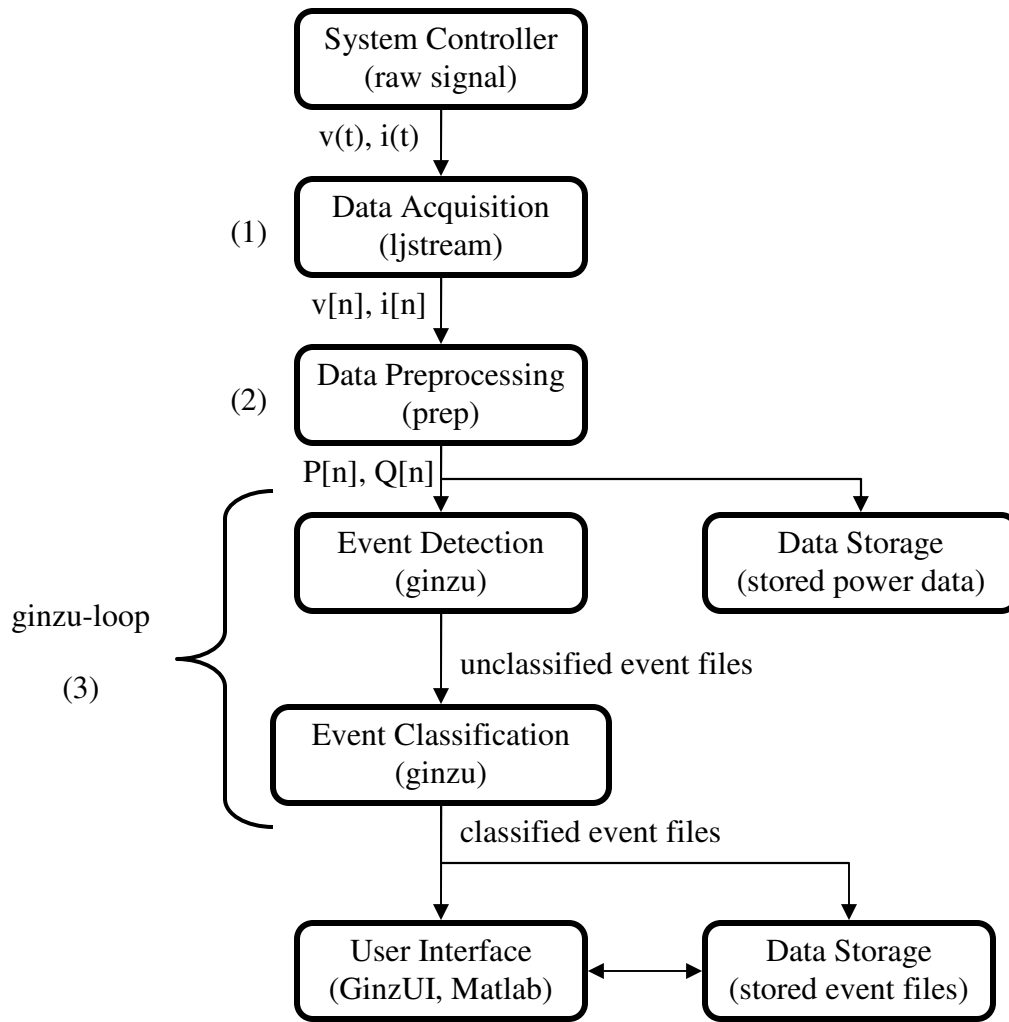 System Controller
(raw signal)
v(t), i(t)
(1)
Data Acquisition
(ljstream)
v[n], i[n]
(2)
Data Preprocessing
(prep)
P[n], Q[n]
Event Detection
(ginzu)
Data Storage
(stored power data)
ginzu-loop
(3)
unclassified event files
Event Classification
(ginzu)
classified event files
User Interface
(GinzUI, Matlab)
Data Storage
(stored event files)